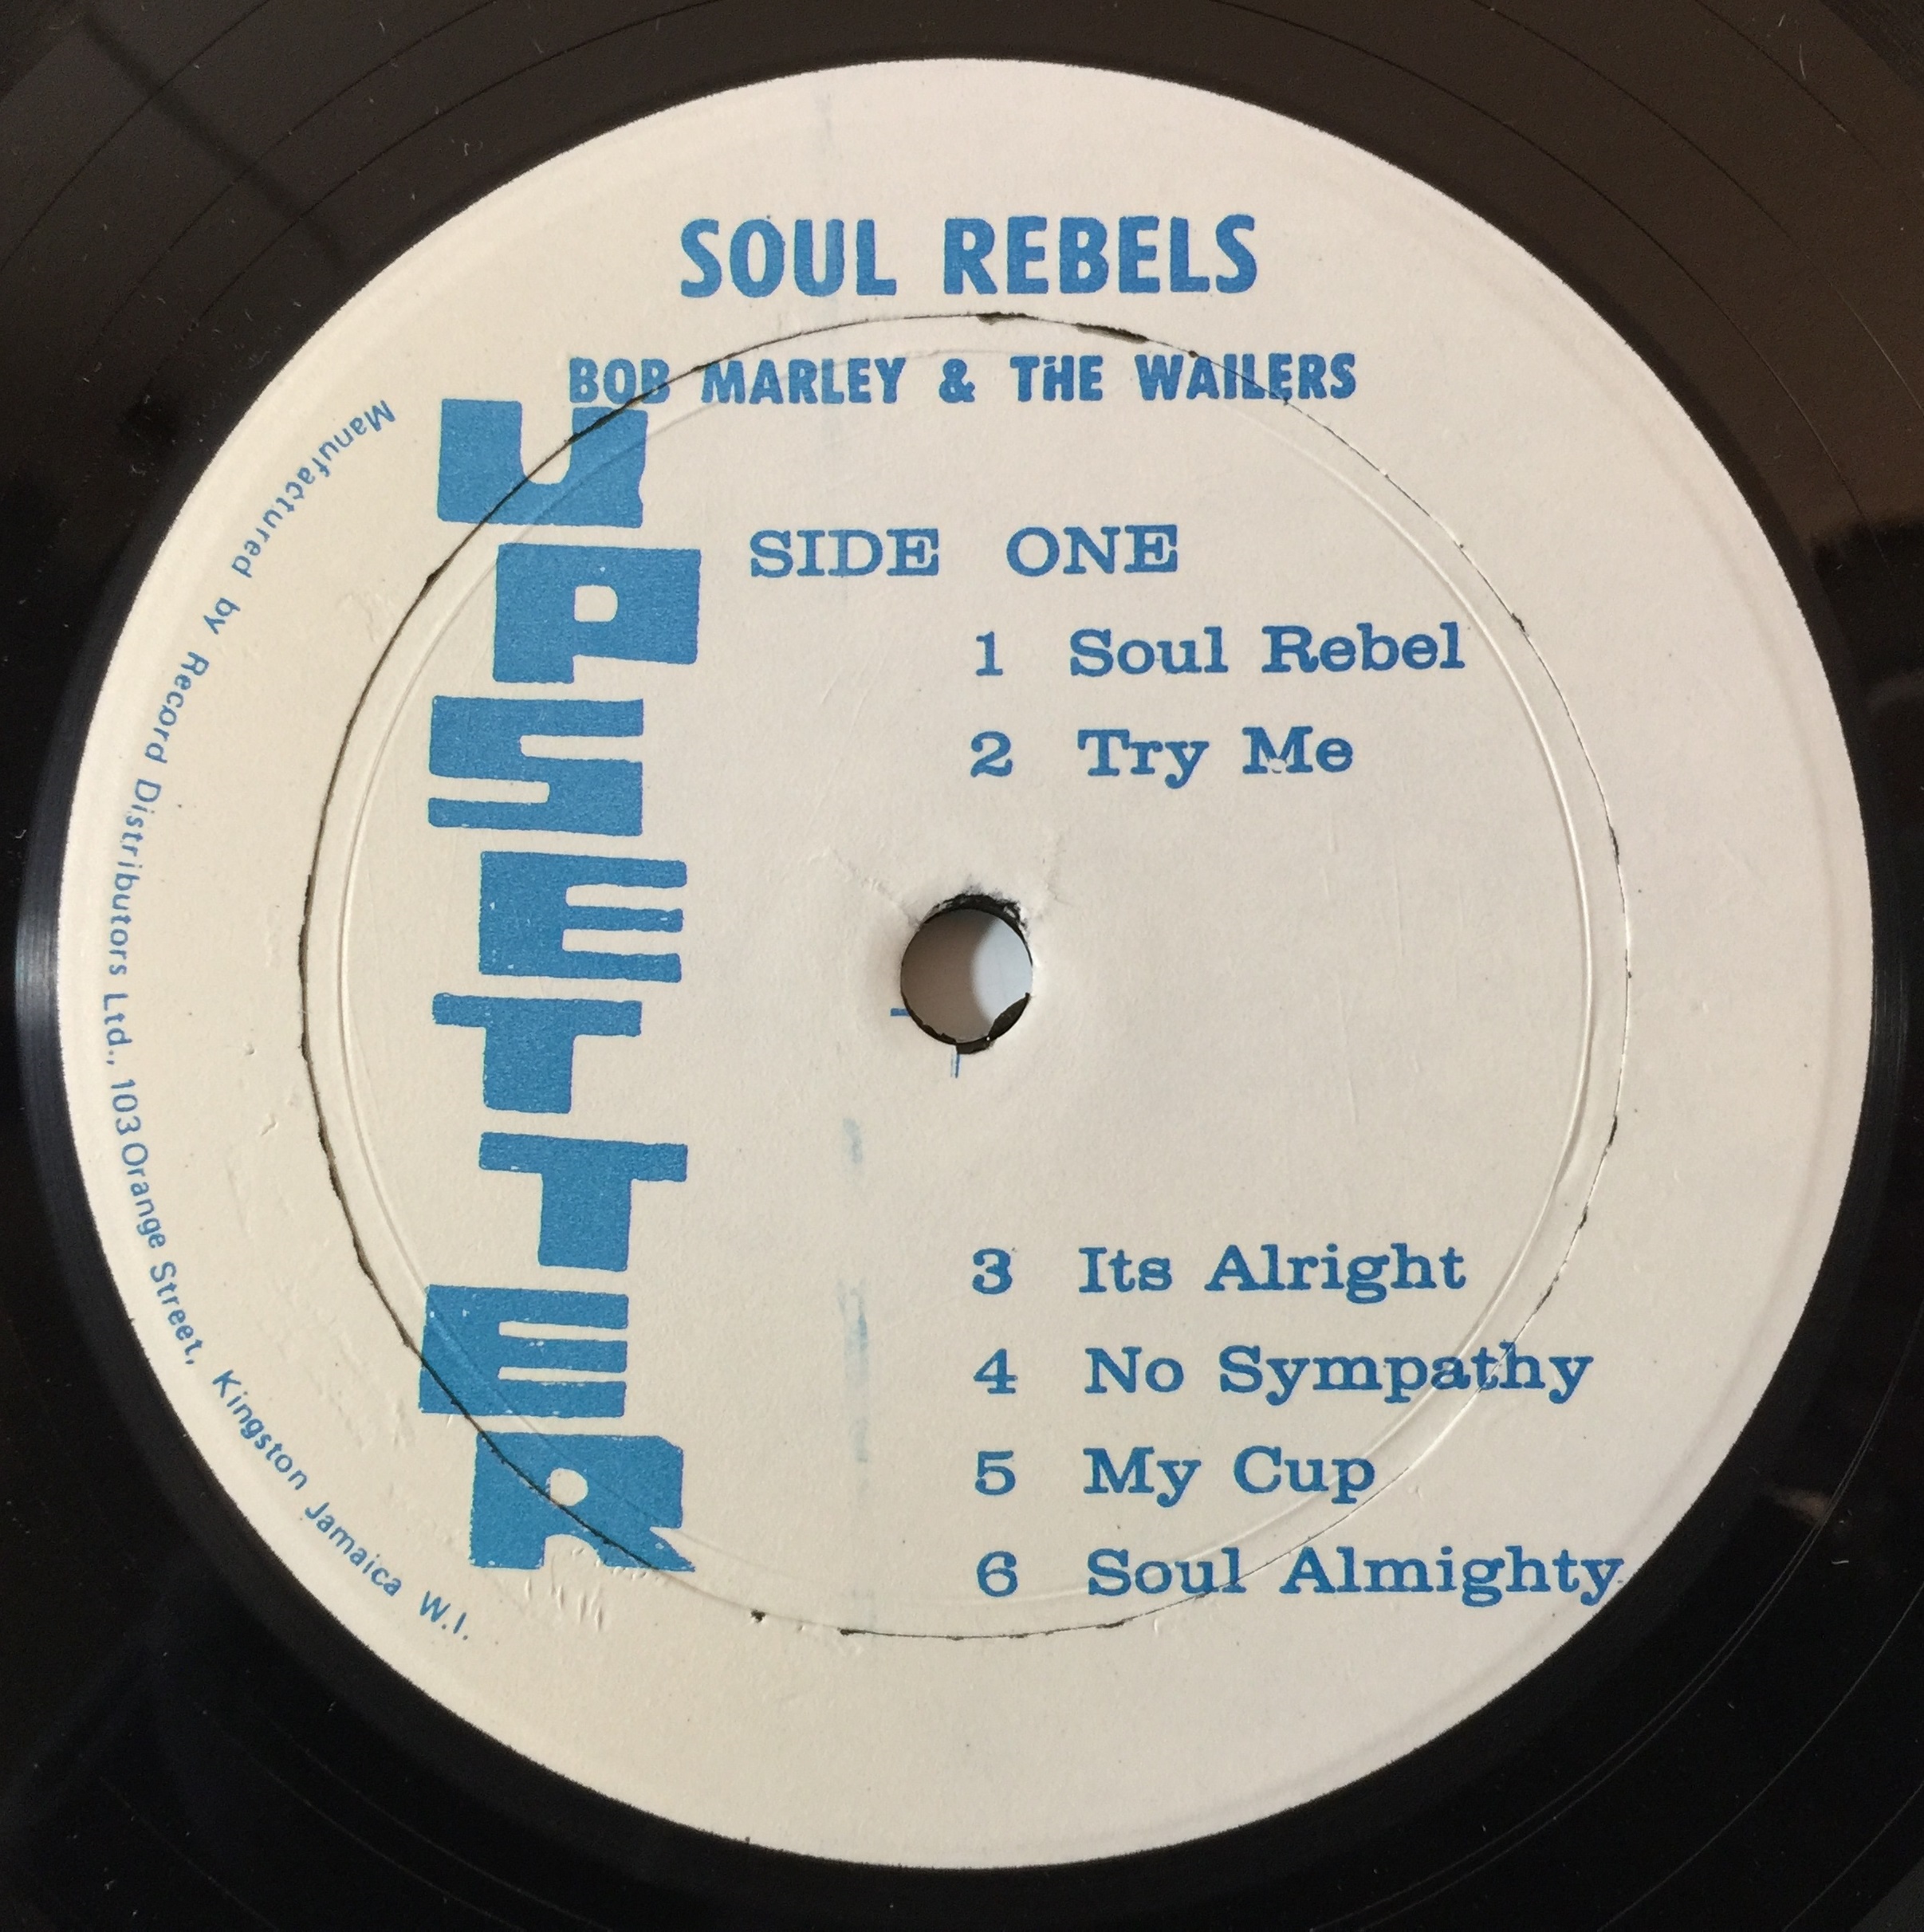 SOUL REBELS
BOB MARLEY & THE WAILERS
UPSETTER
SIDE ONE
1 Soul Rebel
2 Try Me
3 Its Alright
4 No Sympathy
5 My Cup
6 Soul Almighty
Manufactured by Record Distributors Ltd., 103 Orange Street, Kingston Jamaica W.I.